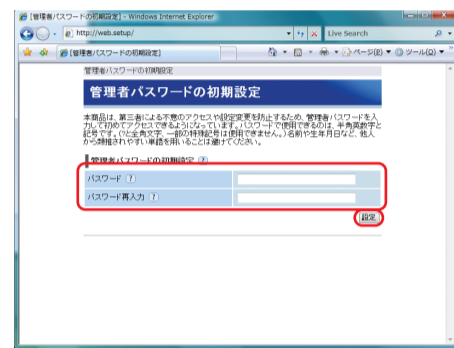 [管理者パスワードの初期設定] - Windows Internet Explorer
http://web.setup/
Live Search
[管理者パスワードの初期設定]
ページ(P) ツール(O)
管理者パスワードの初期設定
管理者パスワードの初期設定
本商品は、第三者による不意のアクセスや設定変更を防止するため、管理者パスワードを入
力して初めてアクセスできるようになっています。パスワードで使用できるのは、半角英数字と
記号です。(?と全角文字、一部の特殊記号は使用できません。)名前や生年月日など、他人
から類推されやすい単語を用いることは避けてください。
管理者パスワードの初期設定 [?]
パスワード [?]
パスワード再入力 [?]
設定